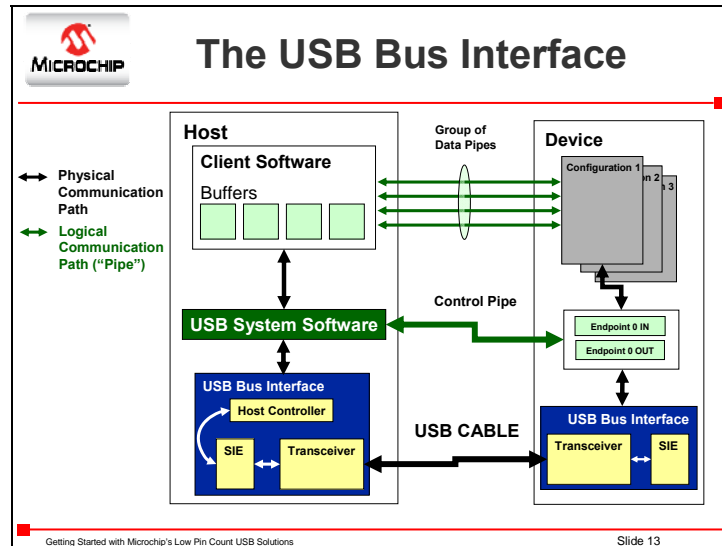 MICROCHIP
The USB Bus Interface
Physical
Communication
Path
Logical
Communication
Path (“Pipe”)
Host
Client Software
Buffers
USB System Software
USB Bus Interface
Host Controller
SIE
Transceiver
Group of
Data Pipes
Control Pipe
USB CABLE
Device
Configuration 1
on 2
n 3
Endpoint 0 IN
Endpoint 0 OUT
USB Bus Interface
Transceiver
SIE
Getting Started with Microchip's Low Pin Count USB Solutions
Slide 13